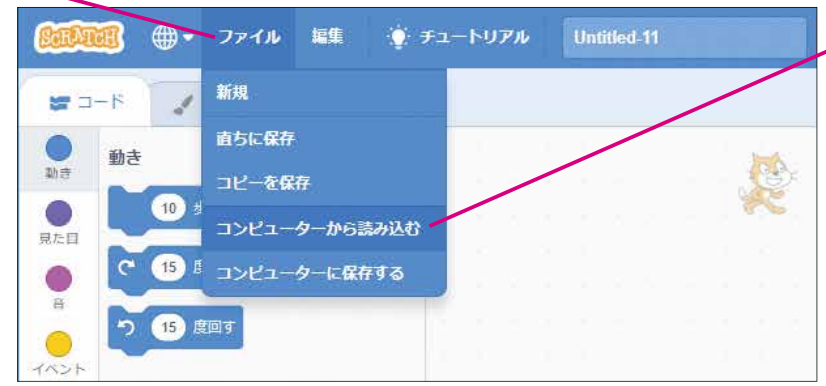 SCRATCH
ファイル
編集
チュートリアル
Untitled-11
コード
新規
直ちに保存
コピーを保存
コンピューターから読み込む
コンピューターに保存する
動き
見た目
音
イベント
動き
10
15 度
15 度回す